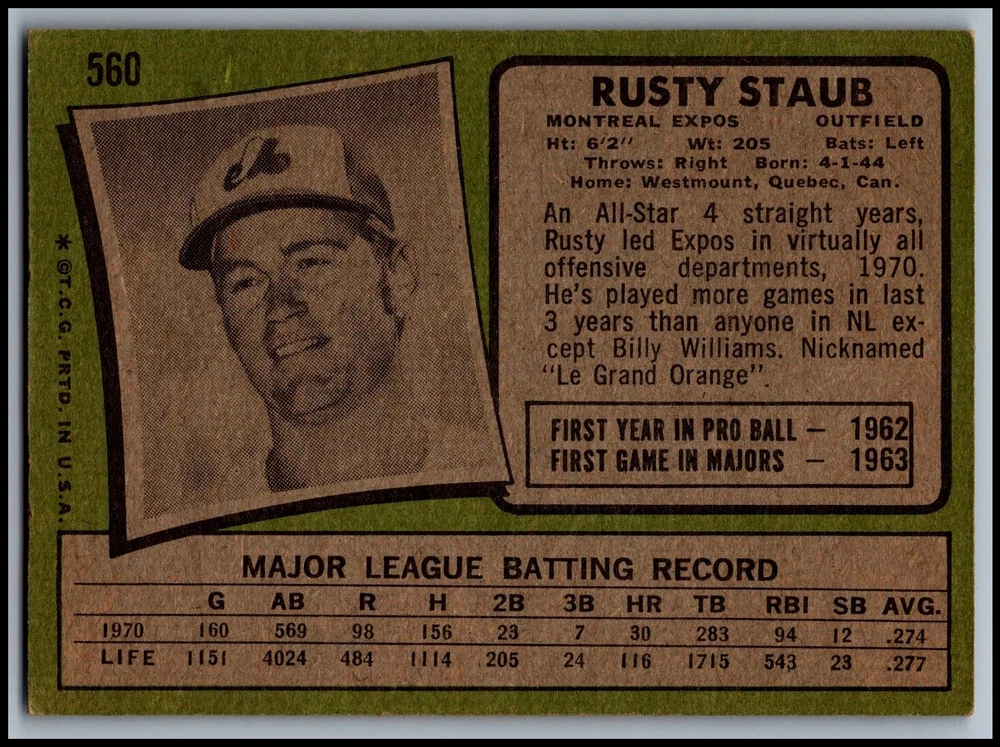 560
RUSTY STAUB
MONTREAL EXPOS OUTFIELD
Ht: 6'2" Wt: 205 Bats: Left
Throws: Right Born: 4-1-44
Home: Westmount, Quebec, Can.
An All-Star 4 straight years,
Rusty led Expos in virtually all
offensive departments, 1970.
He's played more games in last
3 years than anyone in NL ex-
cept Billy Williams. Nicknamed
"Le Grand Orange".
FIRST YEAR IN PRO BALL — 1962
FIRST GAME IN MAJORS — 1963
* ©T.C.G. PRTD. IN U.S.A.
MAJOR LEAGUE BATTING RECORD
G AB R H 2B 3B HR TB RBI SB AVG.
1970 160 569 98 156 23 7 30 283 94 12 .274
LIFE 1151 4024 484 1114 205 24 116 1715 543 23 .277